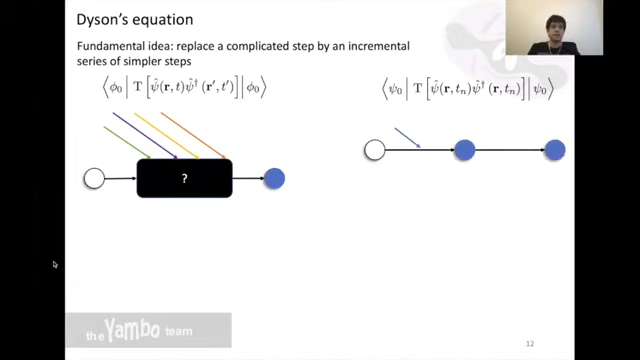 Dyson's equation
Fundamental idea: replace a complicated step by an incremental
series of simpler steps
⟨ϕ₀ | T [ψ̂(r, t)ψ̂† (r′, t′)] | ϕ₀⟩
⟨ψ₀ | T [ψ̂(r, tₙ)ψ̂† (r, tₙ)] | ψ₀⟩
?
the Yambo team
12